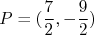 P = (7/2, −9/2)